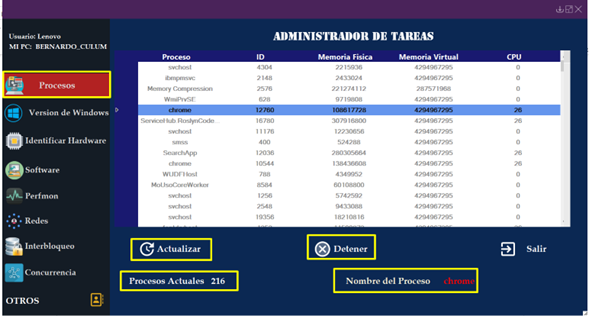 ADMINISTRADOR DE TAREAS
Usuario: Lenovo
MI PC: BERNARDO_CULUM
Procesos
Version de Windows
Identificar Hardware
Software
Perfmon
Redes
Interbloqueo
Concurrencia
OTROS
Proceso ID Memoria Fisica Memoria Virtual CPU
svchost 4304 2215936 4294967295 0
ibmpmsvc 2148 2433024 4294967295 0
Memory Compression 2576 221274112 287571968 0
WmiPrvSE 628 9719808 4294967295 0
chrome 12760 108617728 4294967295 26
ServiceHub RoslynCode... 16780 307916800 4294967295 26
svchost 11176 12230656 4294967295 0
smss 400 524288 4294967295 0
SearchApp 12036 280305664 4294967295 26
chrome 10544 138436608 4294967295 26
WUDFHost 788 4349952 4294967295 0
MoUsoCoreWorker 8584 60108800 4294967295 0
svchost 1256 5742592 4294967295 0
svchost 2548 9433088 4294967295 0
svchost 19356 18210816 4294967295 0
Actualizar
Detener
Salir
Procesos Actuales 216
Nombre del Proceso chrome